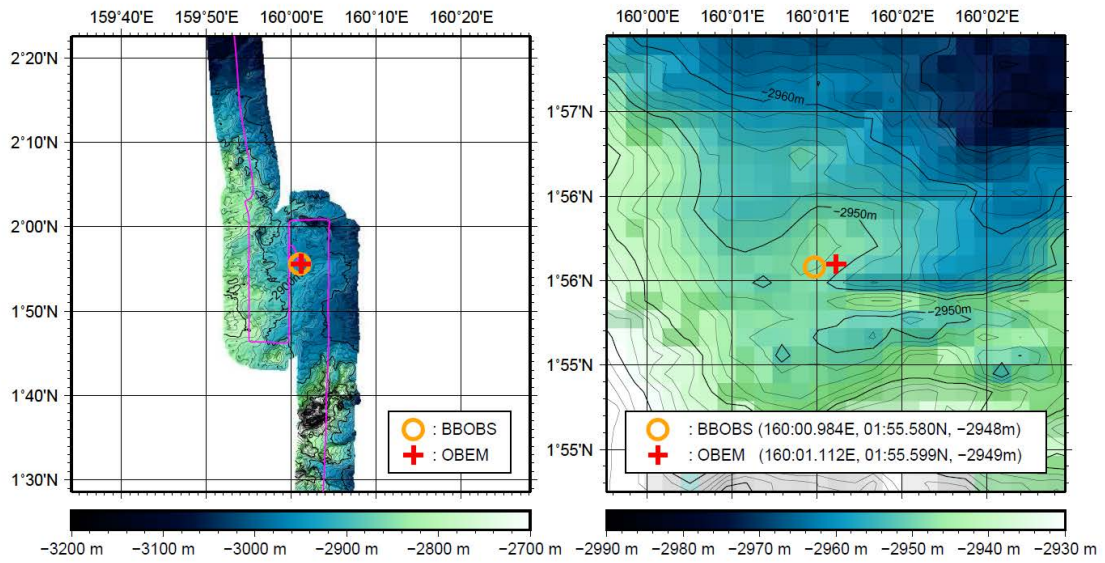 159°40'E 159°50'E 160°00'E 160°10'E 160°20'E
2°20'N
2°10'N
2°00'N
1°50'N
1°40'N
1°30'N
: BBOBS
: OBEM
−3200 m −3100 m −3000 m −2900 m −2800 m −2700 m
160°00'E 160°01'E 160°01'E 160°02'E 160°02'E
1°57'N
1°56'N
1°56'N
1°55'N
1°55'N
−2960m
−2950m
−2950m
: BBOBS (160:00.984E, 01:55.580N, −2948m)
: OBEM (160:01.112E, 01:55.599N, −2949m)
−2990 m −2980 m −2970 m −2960 m −2950 m −2940 m −2930 m